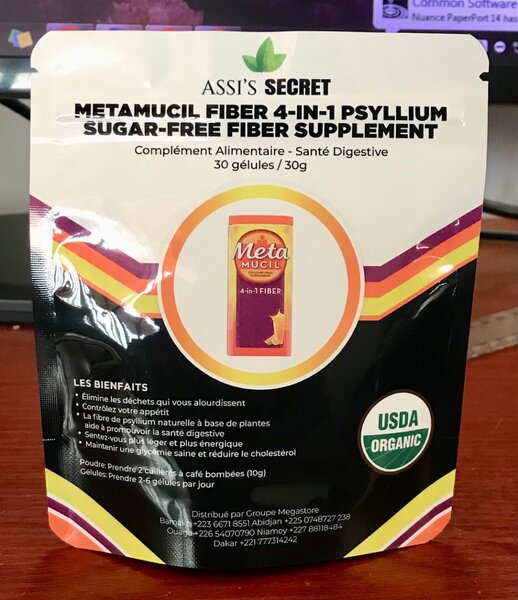 Common Software
Nuance PaperPort 14 has
ASSI'S SECRET
METAMUCIL FIBER 4-IN-1 PSYLLIUM
SUGAR-FREE FIBER SUPPLEMENT
Complément Alimentaire - Santé Digestive
30 gélules / 30g
Meta
MUCIL
4-in-1 FIBER
LES BIENFAITS
• Élimine les déchets qui vous alourdissent
• Contrôlez votre appétit
• La fibre de psyllium naturelle à base de plantes
aide à promouvoir la santé digestive
• Sentez-vous plus léger et plus énergique
• Maintenir une glycémie saine et réduire le cholestérol
Poudre: Prendre 2 cuillères à café bombées (10g)
Gélules: Prendre 2-6 gélules par jour
USDA
ORGANIC
Distribué par Groupe Megastore
Bamako +223 6671 8551 Abidjan +225 0748727 238
Ouaga +226 54070790 Niamey +227 88118484
Dakar +221 777314242